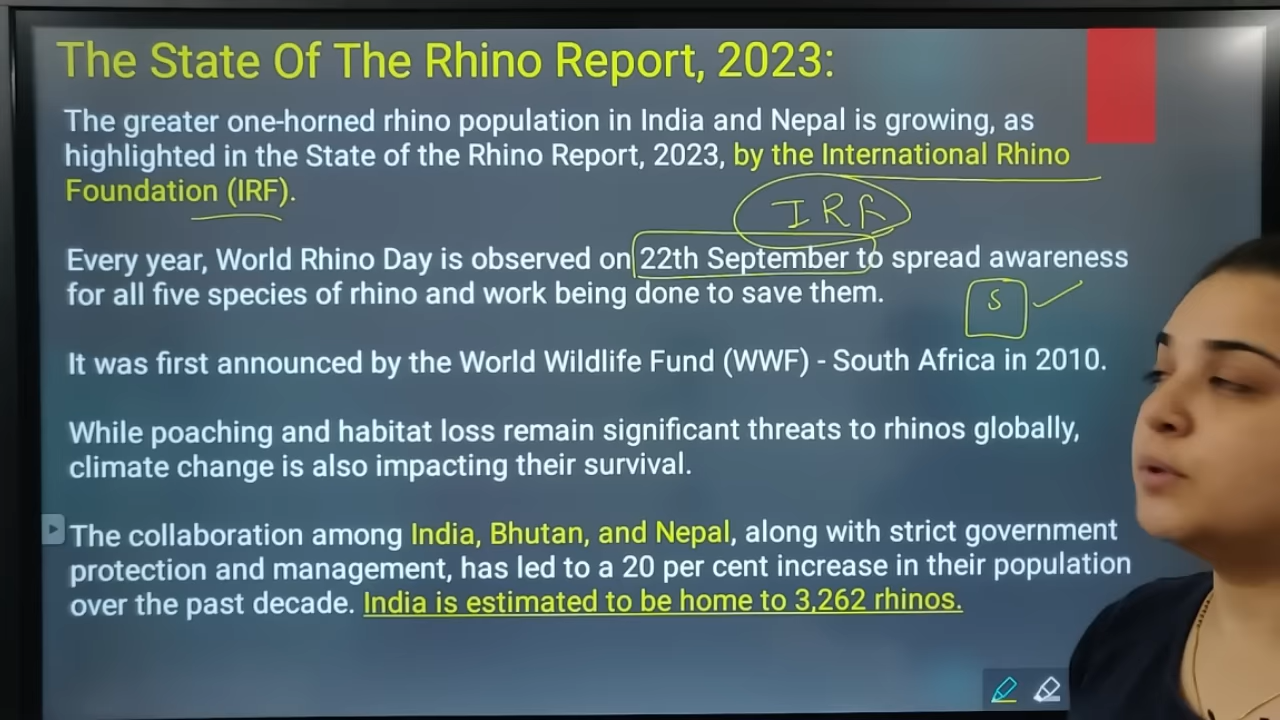 The State Of The Rhino Report, 2023:
The greater one-horned rhino population in India and Nepal is growing, as
highlighted in the State of the Rhino Report, 2023, by the International Rhino
Foundation (IRF).
IRF
Every year, World Rhino Day is observed on 22th September to spread awareness
for all five species of rhino and work being done to save them.
5
It was first announced by the World Wildlife Fund (WWF) - South Africa in 2010.
While poaching and habitat loss remain significant threats to rhinos globally,
climate change is also impacting their survival.
The collaboration among India, Bhutan, and Nepal, along with strict government
protection and management, has led to a 20 per cent increase in their population
over the past decade. India is estimated to be home to 3,262 rhinos.